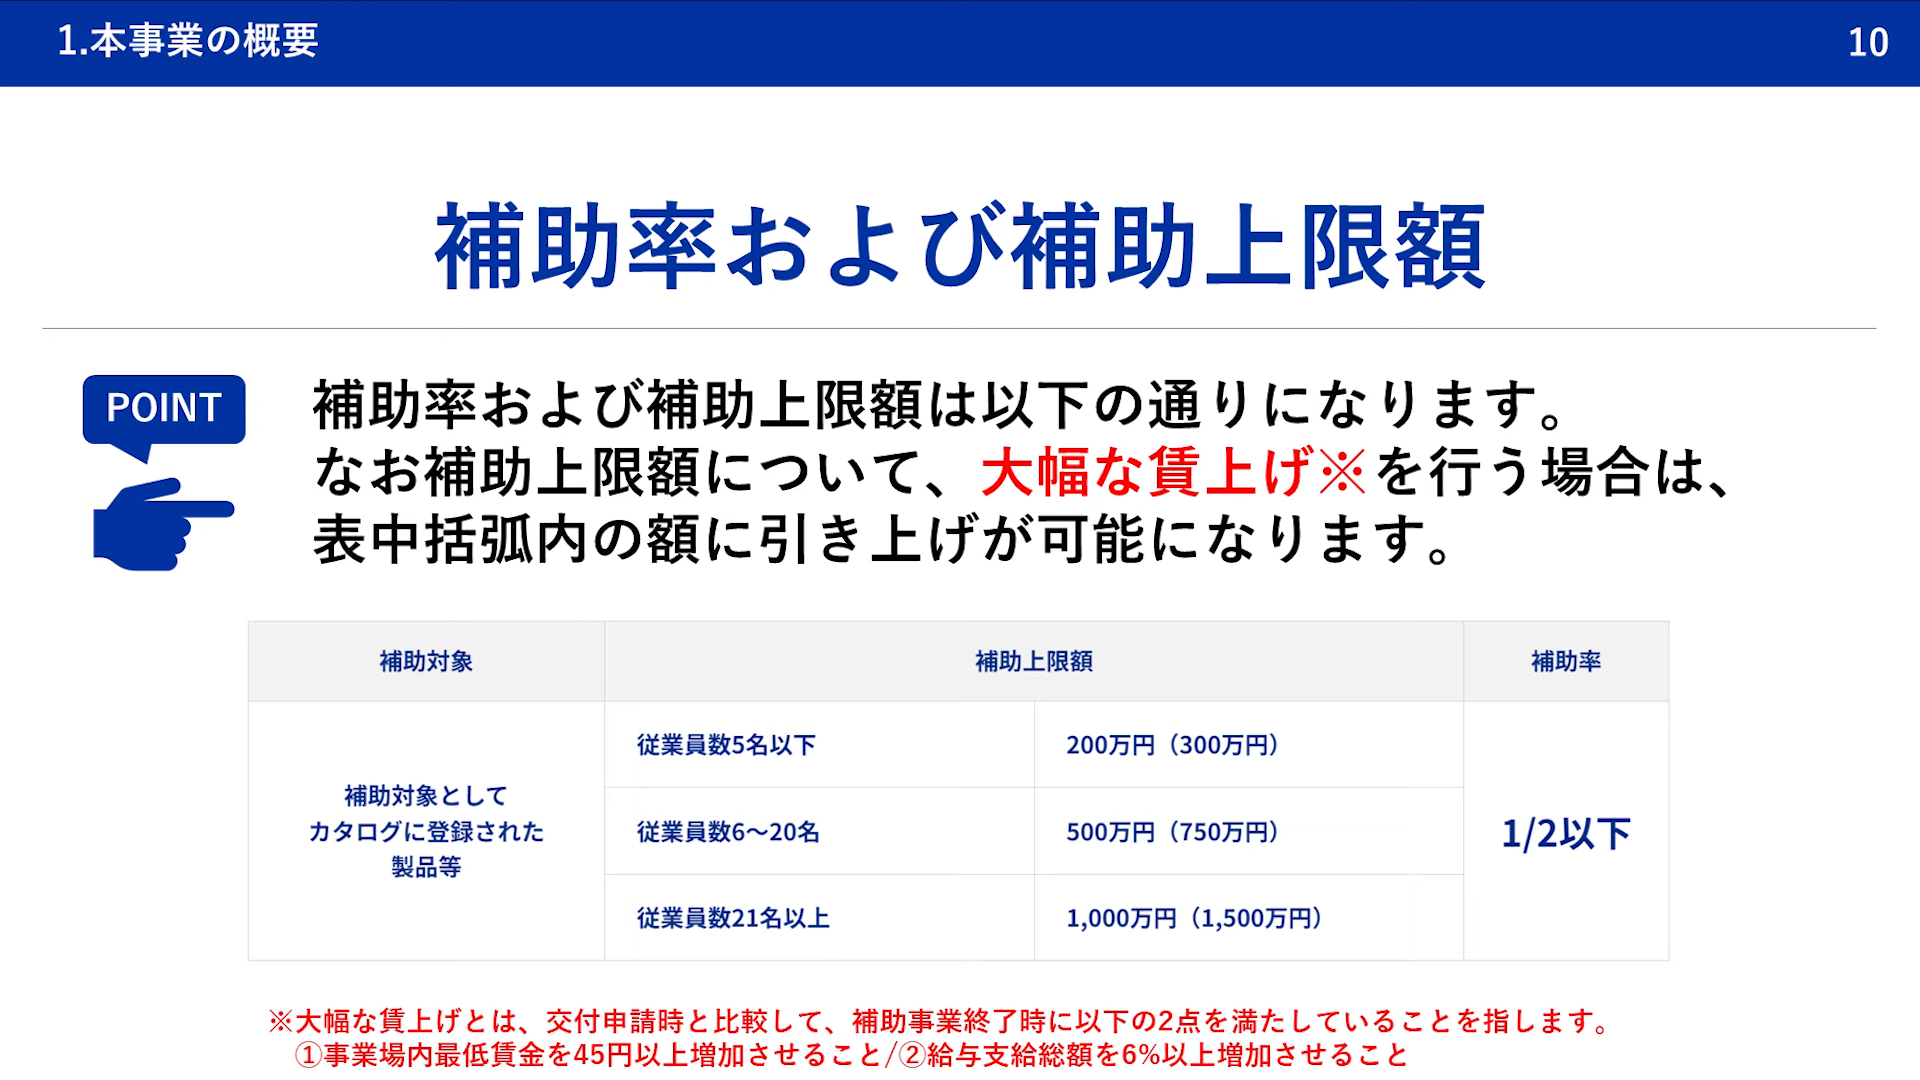 1.本事業の概要
10
補助率および補助上限額
POINT
補助率および補助上限額は以下の通りになります。
なお補助上限額について、大幅な賃上げ※を行う場合は、
表中括弧内の額に引き上げが可能になります。
補助対象
補助上限額
補助率
補助対象として
カタログに登録された
製品等
従業員数5名以下
200万円（300万円）
従業員数6～20名
500万円（750万円）
従業員数21名以上
1,000万円（1,500万円）
1/2以下
※大幅な賃上げとは、交付申請時と比較して、補助事業終了時に以下の2点を満たしていることを指します。
①事業場内最低賃金を45円以上増加させること/②給与支給総額を6%以上増加させること